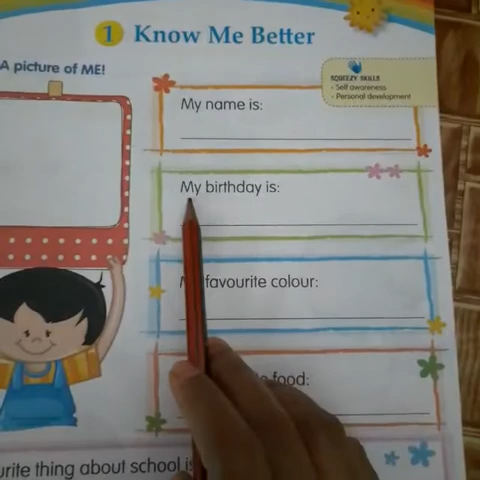 1 Know Me Better
A picture of ME!
SQUEEZY SKILLS
- Self awareness
- Personal development
My name is:
My birthday is:
favourite colour:
food:
thing about school is